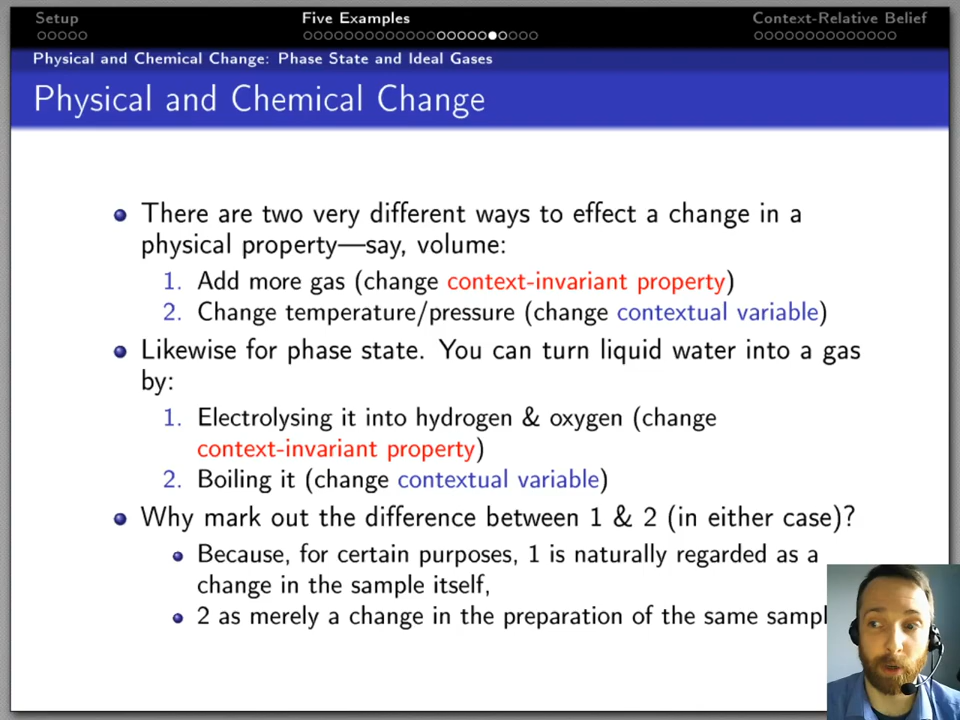 Setup Five Examples Context-Relative Belief
Physical and Chemical Change: Phase State and Ideal Gases
Physical and Chemical Change
There are two very different ways to effect a change in a
physical property—say, volume:
1. Add more gas (change context-invariant property)
2. Change temperature/pressure (change contextual variable)
Likewise for phase state. You can turn liquid water into a gas
by:
1. Electrolysing it into hydrogen & oxygen (change
context-invariant property)
2. Boiling it (change contextual variable)
Why mark out the difference between 1 & 2 (in either case)?
Because, for certain purposes, 1 is naturally regarded as a
change in the sample itself,
2 as merely a change in the preparation of the same sampl